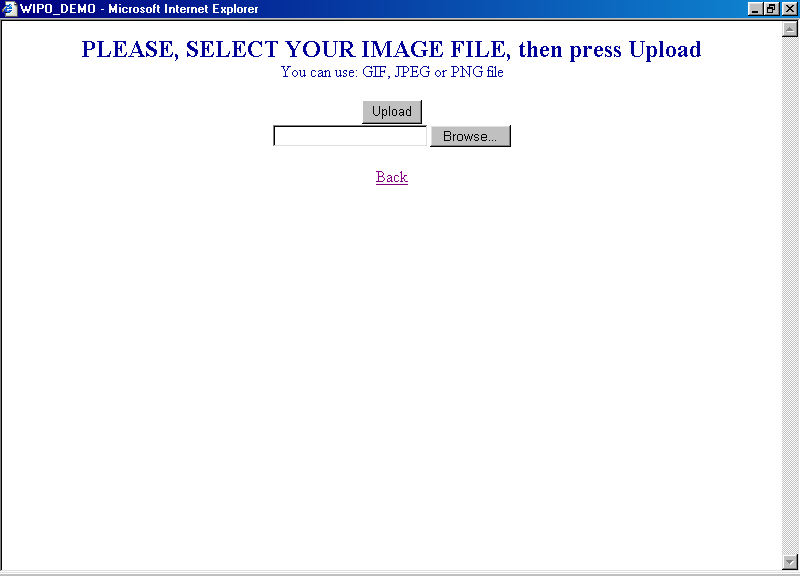 WIPO_DEMO - Microsoft Internet Explorer
PLEASE, SELECT YOUR IMAGE FILE, then press Upload
You can use: GIF, JPEG or PNG file
Upload
Browse...
Back